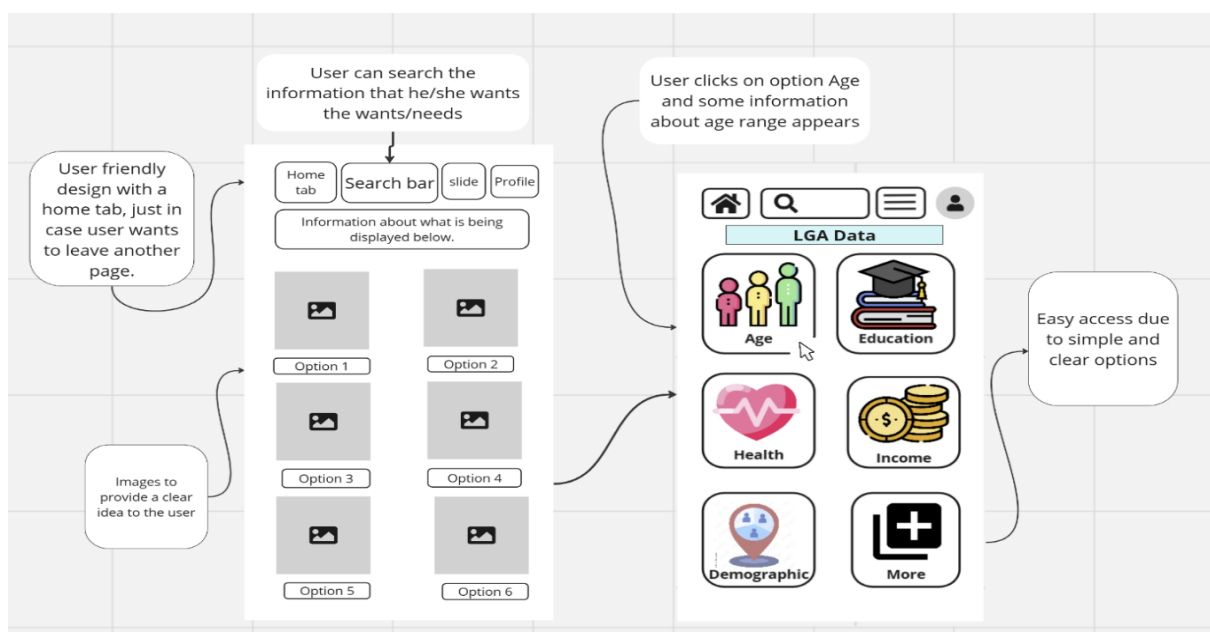 User can search the
information that he/she wants
the wants/needs
User clicks on option Age
and some information
about age range appears
User friendly
design with a
home tab, just in
case user wants
to leave another
page.
Home
tab
Search bar
slide
Profile
Information about what is being
displayed below.
Option 1
Option 2
Option 3
Option 4
Option 5
Option 6
Images to
provide a clear
idea to the user
LGA Data
Age
Education
Health
Income
Demographic
More
Easy access due
to simple and
clear options